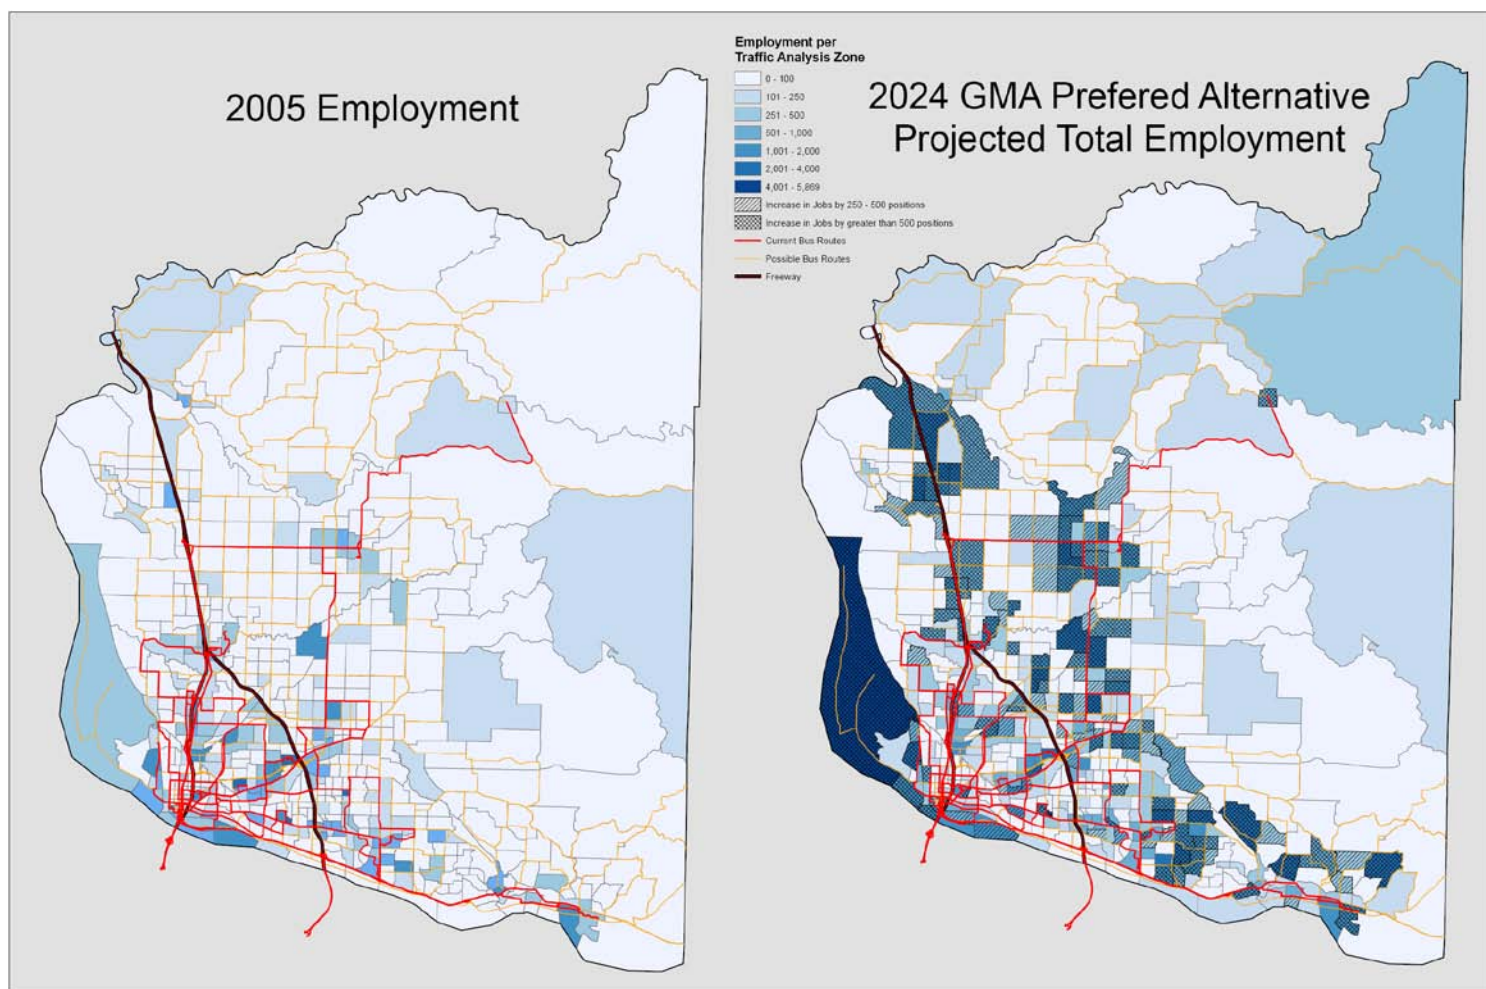 2005 Employment
Employment per
Traffic Analysis Zone
0 - 100
101 - 250
251 - 500
501 - 1,000
1,001 - 2,000
2,001 - 4,000
4,001 - 5,869
Increase in Jobs by 250 - 500 positions
Increase in Jobs by greater than 500 positions
Current Bus Routes
Possible Bus Routes
Freeway
2024 GMA Prefered Alternative
Projected Total Employment